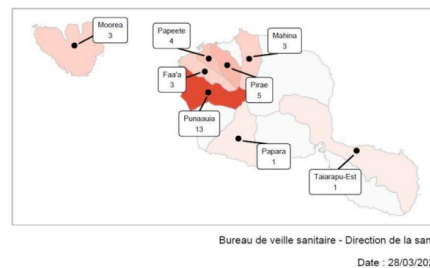 Moorea
3
Papeete
4
Mahina
3
Faa'a
3
Pirae
5
Punaauia
13
Papara
1
Taiarapu-Est
1
Bureau de veille sanitaire - Direction de la san
Date : 28/03/202